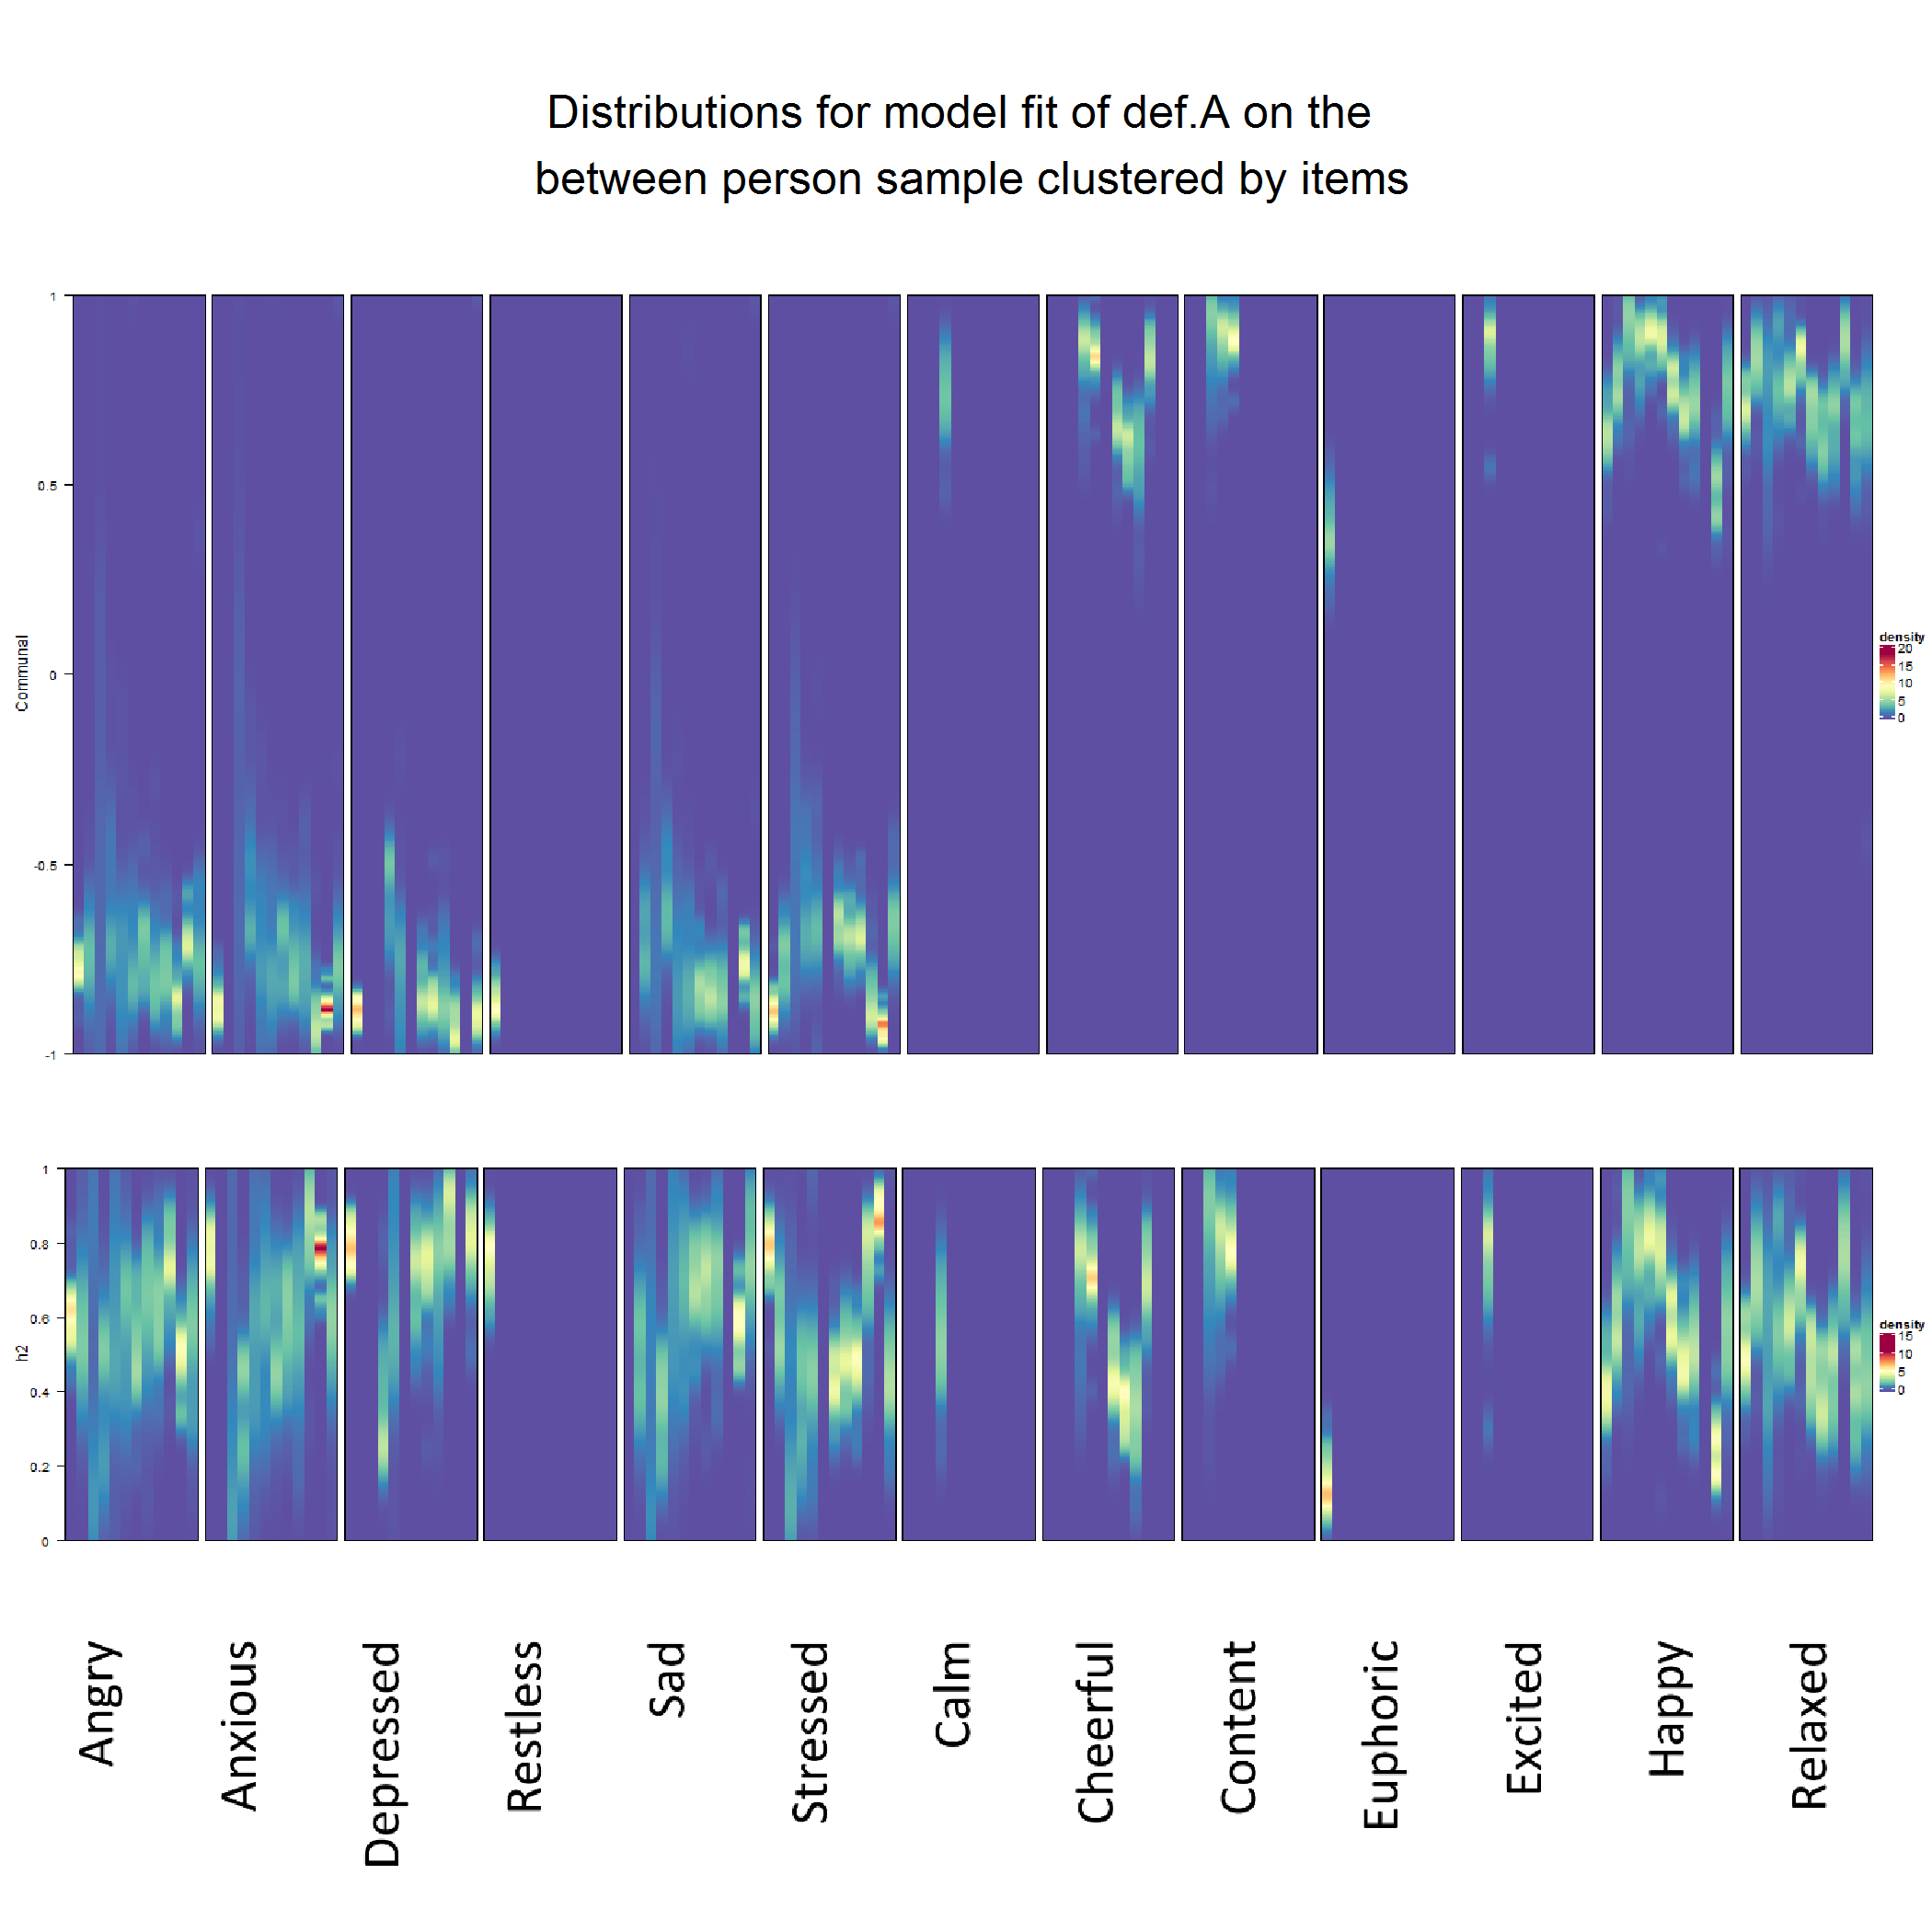 Distributions for model fit of def.A on the
between person sample clustered by items
1
0.5
0
-0.5
-1
Communal
density
20
15
10
5
0
1
0.8
0.6
0.4
0.2
0
h2
density
15
10
5
0
Angry
Anxious
Depressed
Restless
Sad
Stressed
Calm
Cheerful
Content
Euphoric
Excited
Happy
Relaxed